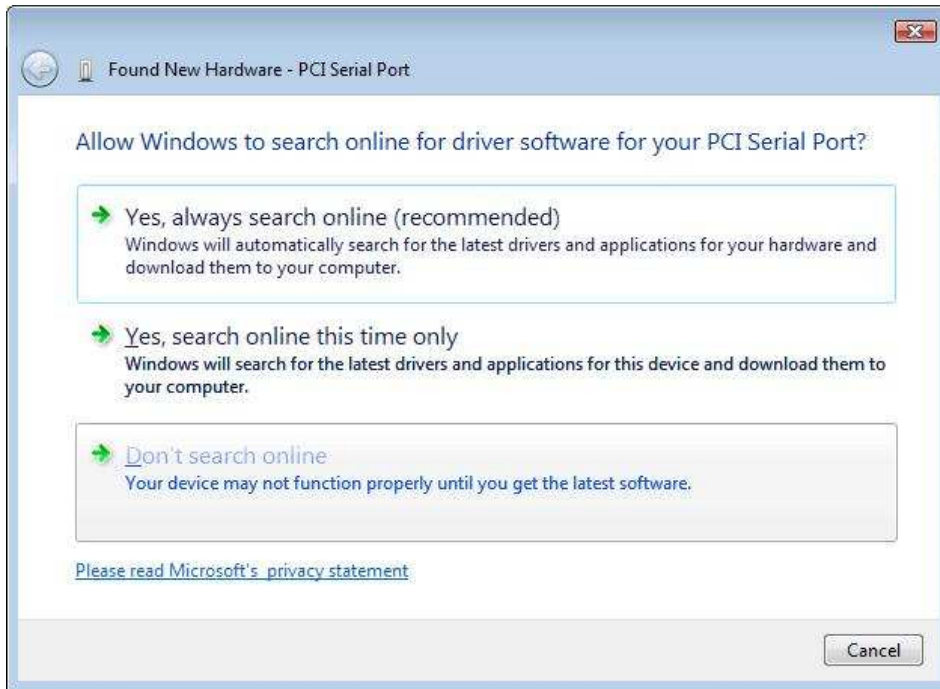 Found New Hardware - PCI Serial Port
Allow Windows to search online for driver software for your PCI Serial Port?
Yes, always search online (recommended)
Windows will automatically search for the latest drivers and applications for your hardware and
download them to your computer.
Yes, search online this time only
Windows will search for the latest drivers and applications for this device and download them to
your computer.
Don't search online
Your device may not function properly until you get the latest software.
Please read Microsoft's privacy statement
Cancel